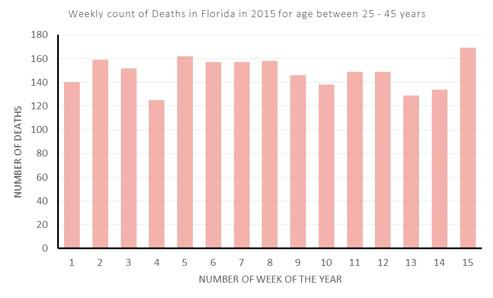 Weekly count of Deaths in Florida in 2015 for age between 25 - 45 years
180
160
140
120
100
80
60
40
20
0
NUMBER OF DEATHS
1 2 3 4 5 6 7 8 9 10 11 12 13 14 15
NUMBER OF WEEK OF THE YEAR